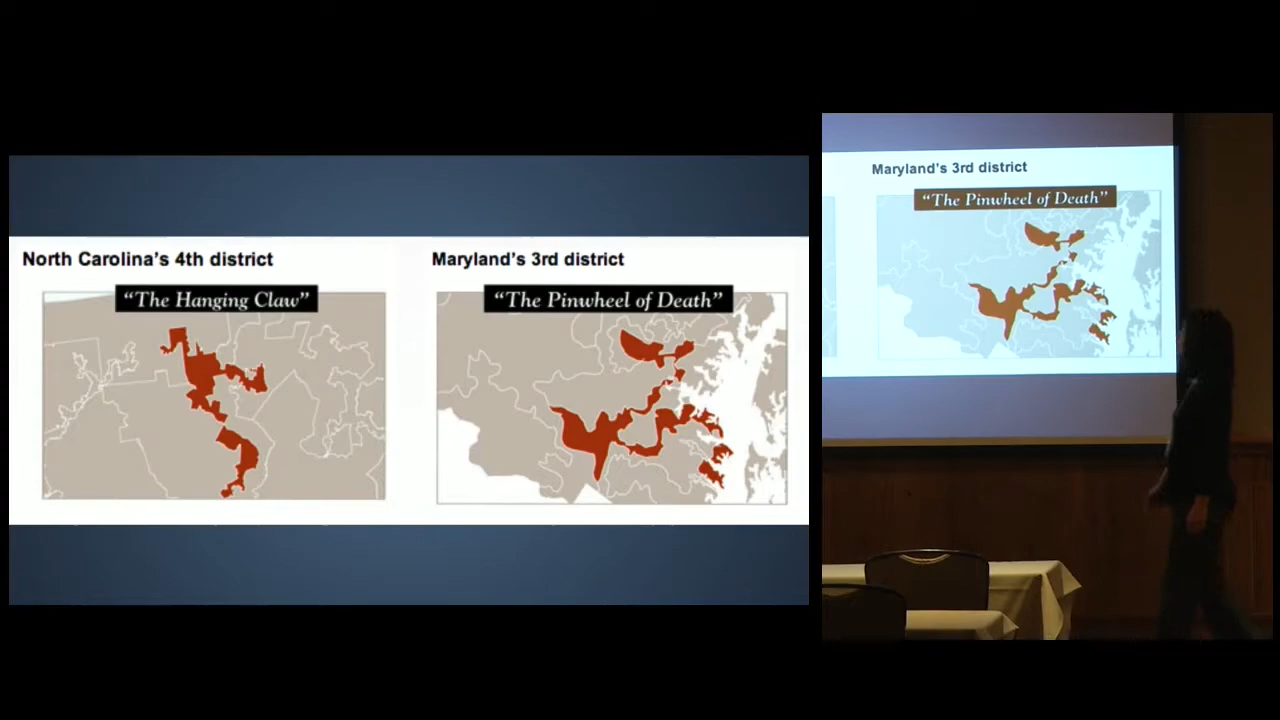 North Carolina's 4th district
"The Hanging Claw"
Maryland's 3rd district
"The Pinwheel of Death"
Maryland's 3rd district
"The Pinwheel of Death"